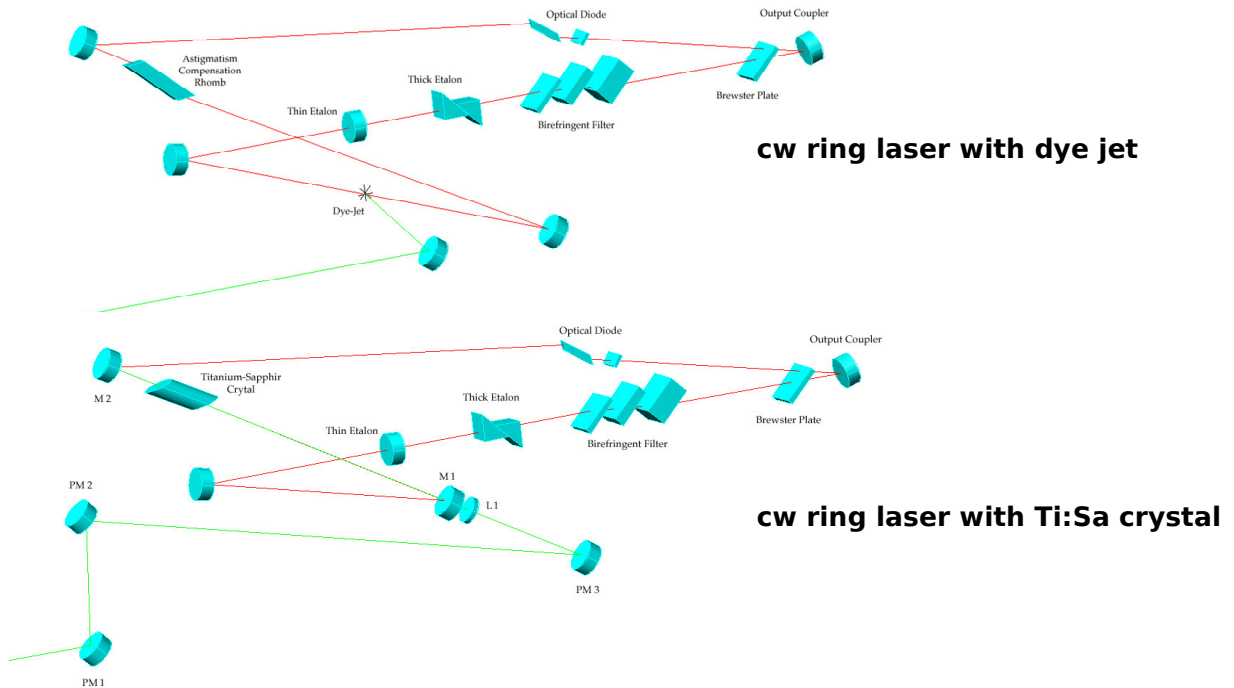 Optical Diode
Output Coupler
Astigmatism
Compensation
Rhomb
Thick Etalon
Brewster Plate
Thin Etalon
Birefringent Filter
cw ring laser with dye jet
Dye-Jet
Optical Diode
Output Coupler
Titanium-Sapphir
Crytal
M 2
Thick Etalon
Brewster Plate
Thin Etalon
Birefringent Filter
M 1
PM 2
L 1
cw ring laser with Ti:Sa crystal
PM 3
PM 1